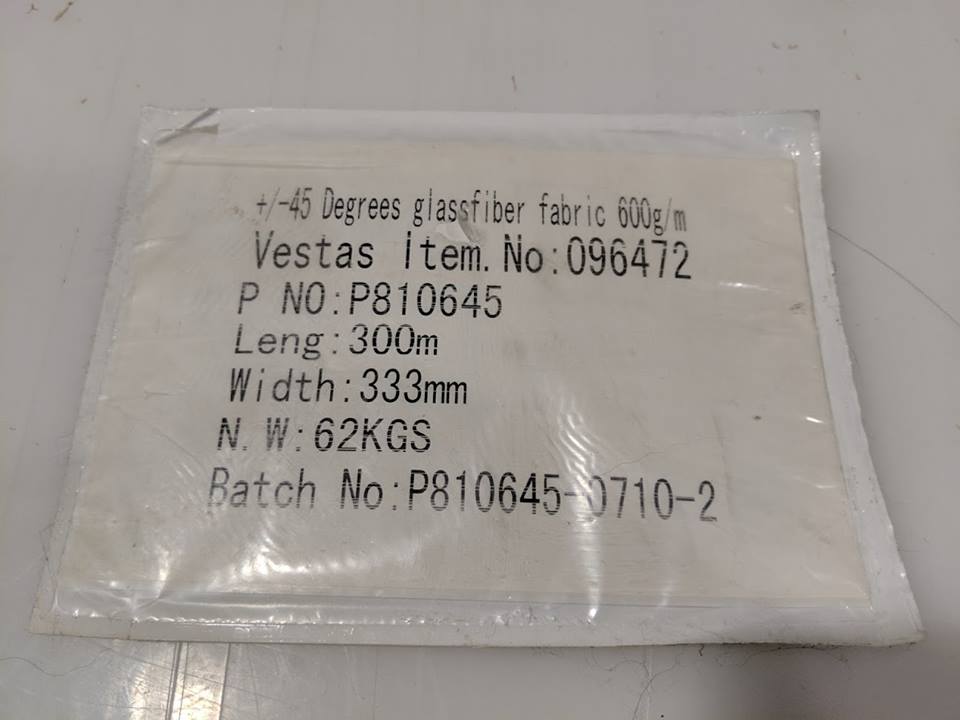 +/-45 Degrees glassfiber fabric 600g/m
Vestas Item.No:096472
P NO:P810645
Leng:300m
Width:333mm
N.W:62KGS
Batch No:P810645-0710-2